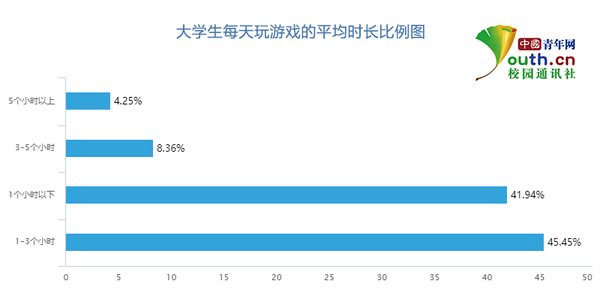 大学生每天玩游戏的平均时长比例图
中國青年网
youth.cn
校园通讯社
5个小时以上
4.25%
3-5个小时
8.36%
1个小时以下
41.94%
1-3个小时
45.45%
0 5 10 15 20 25 30 35 40 45 50